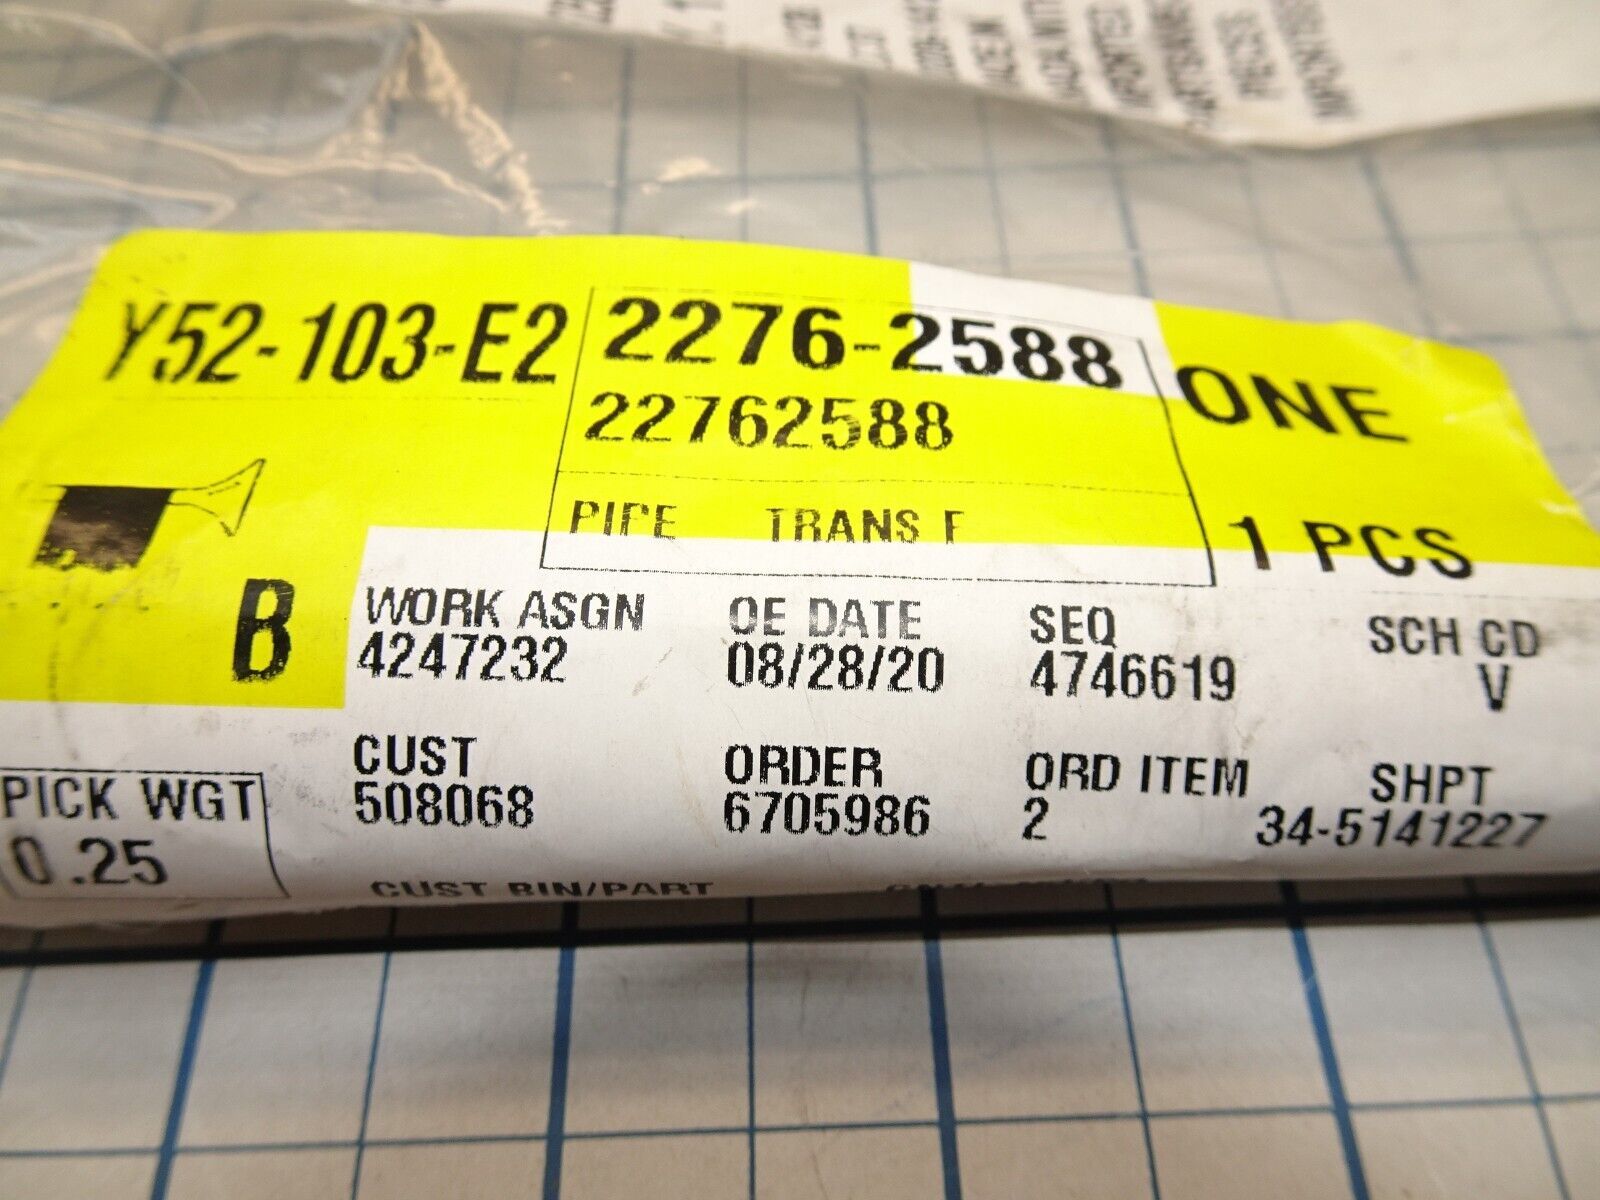 Y52-103-E2 2276-2588 ONE
22762588
PIPE TRANS F 1 PCS
B
WORK ASGN OE DATE SEQ SCH CD
4247232 08/28/20 4746619 V
CUST ORDER ORD ITEM SHPT
508068 6705986 2 34-5141227
PICK WGT
0.25
CUST BIN/PART